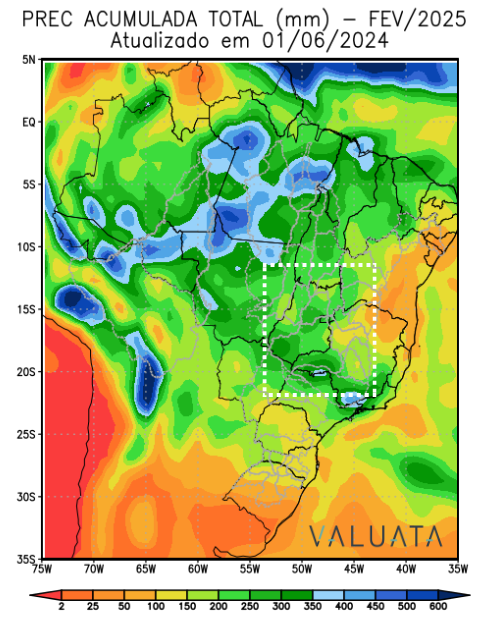 PREC ACUMULADA TOTAL (mm) – FEV/2025
Atualizado em 01/06/2024
5N
EQ
5S
10S
15S
20S
25S
30S
35S
75W 70W 65W 60W 55W 50W 45W 40W 35W
VALUATA
2 25 50 100 150 200 250 300 350 400 450 500 600